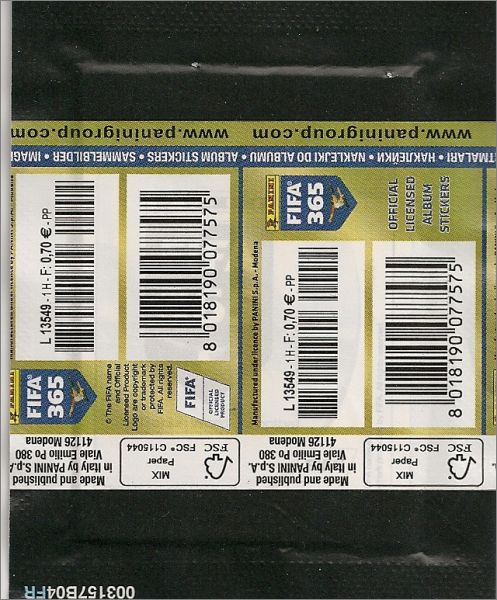 www.paninigroup.com
www.paninigroup.com
TMALARI • НАКЛЕЙКИ • NAKLEJKI DO ALBUMU • ALBUM STICKERS • SAMMELBILDER • IMAGI
PANINI
FIFA®
365
OFFICIAL
LICENSED
ALBUM
STICKERS
L 13549 - 1 H - F: 0,70 € - PP
8 018190 077575
Manufactured under licence by PANINI S.p.A. - Modena
L 13549 - 1 H - F: 0,70 € - PP
8 018190 077575
PANINI
FIFA®
365
© The FIFA name
and Official
Licensed Product
Logo are copyright
or trademark
protected by
FIFA. All rights
reserved.
FIFA®
OFFICIAL
LICENSED
PRODUCT
Made and published
in Italy by PANINI S.p.A.
Viale Emilio Po 380
41126 Modena
FSC
MIX
Paper
FSC® C115044
Made and published
in Italy by PANINI S.p.A.
Viale Emilio Po 380
41126 Modena
FSC
MIX
Paper
FSC® C115044
003157B04FR